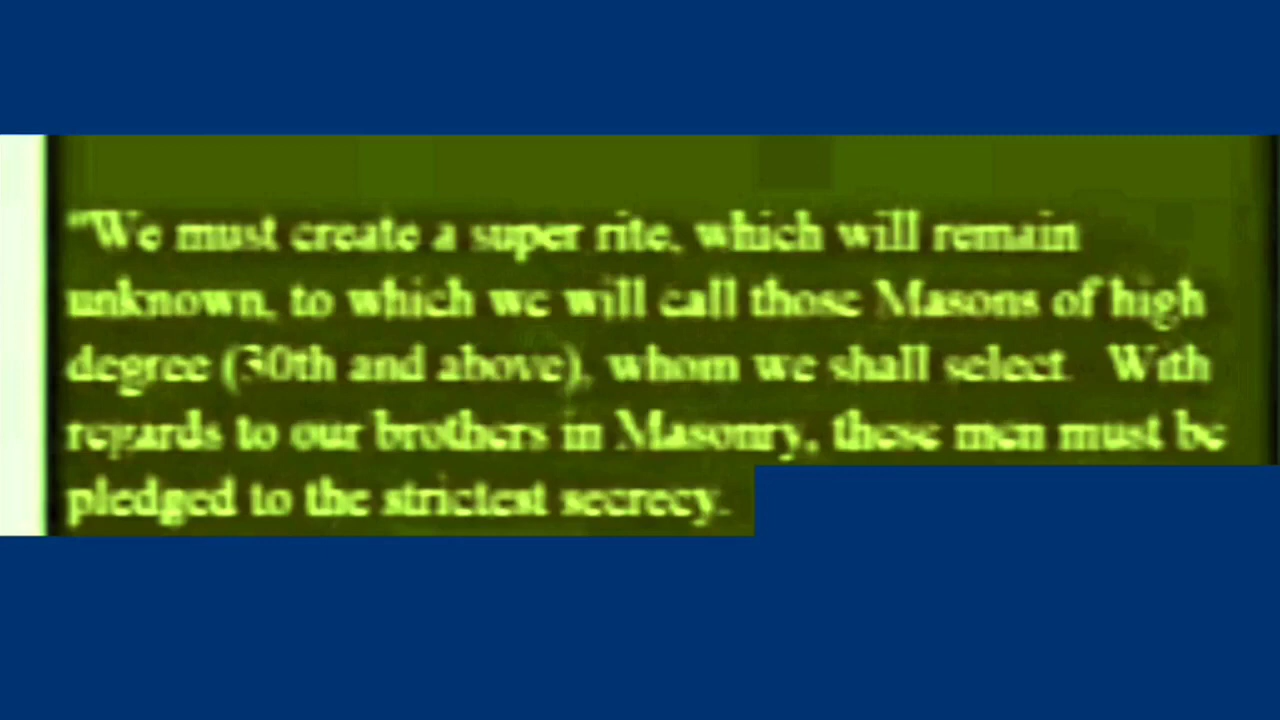 "We must create a super rite, which will remain
unknown, to which we will call those Masons of high
degree (30th and above), whom we shall select.  With
regards to our brothers in Masonry, these men must be
pledged to the strictest secrecy.